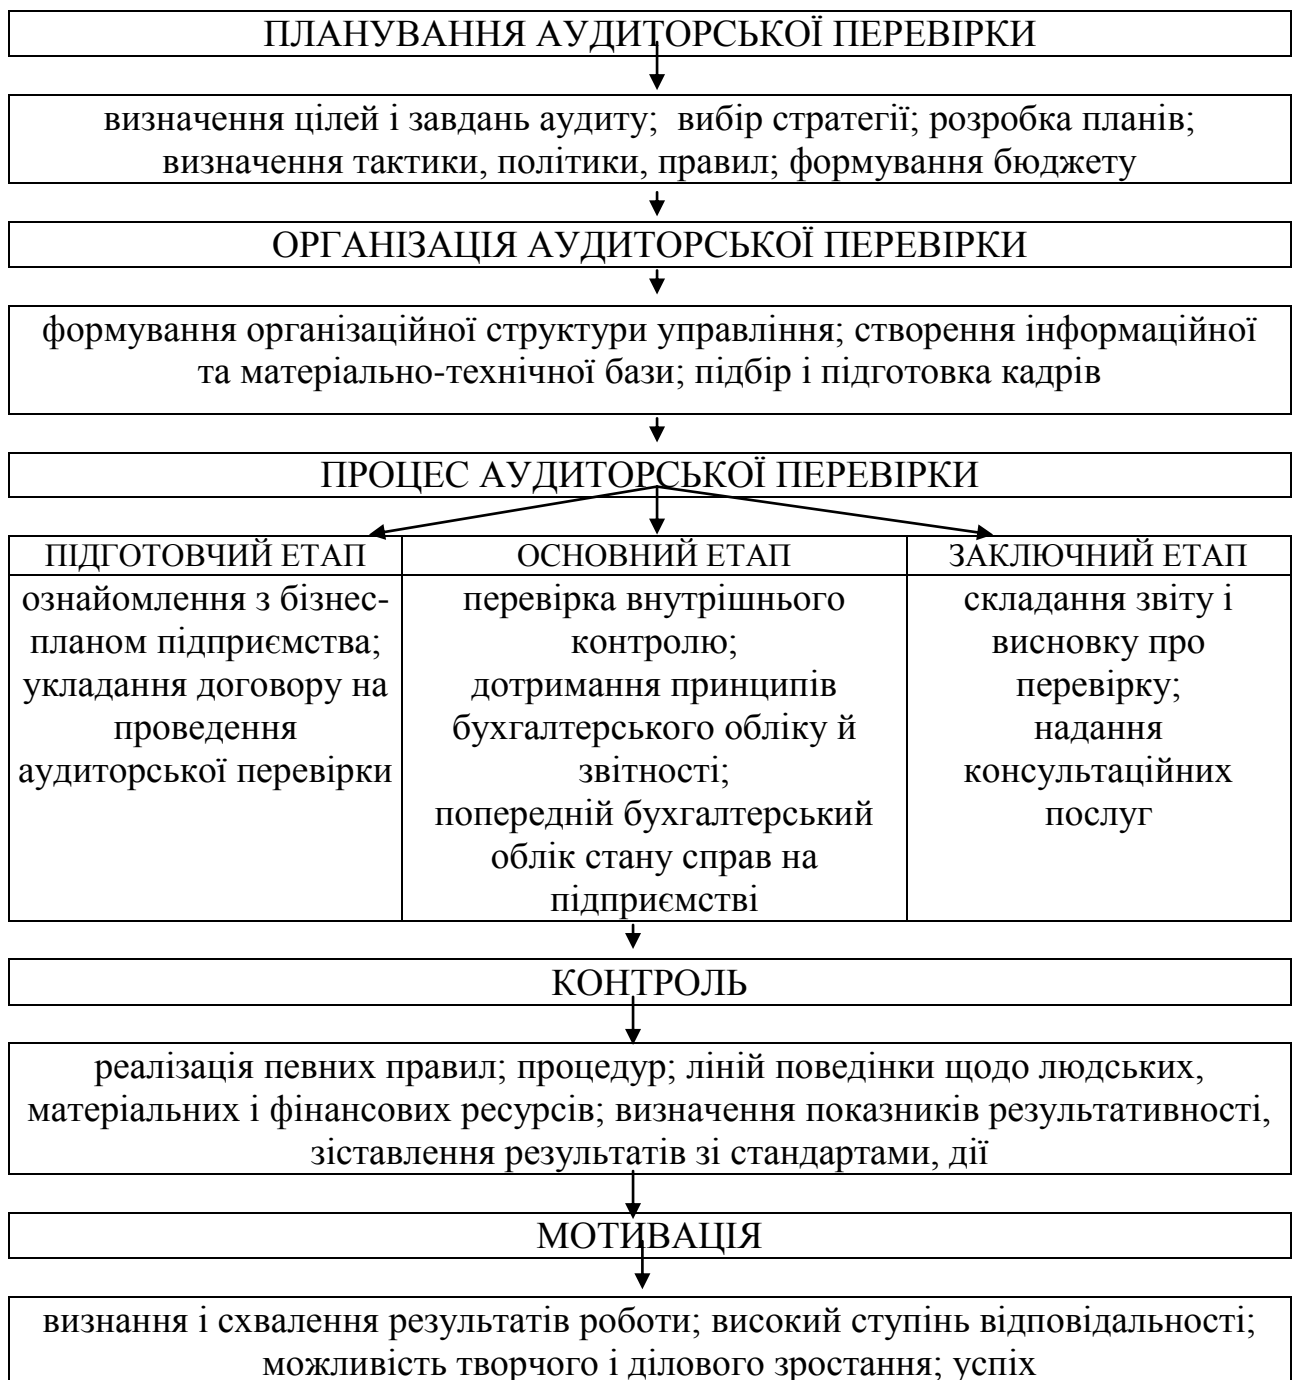 ПЛАНУВАННЯ АУДИТОРСЬКОЇ ПЕРЕВІРКИ
визначення цілей і завдань аудиту; вибір стратегії; розробка планів;
визначення тактики, політики, правил; формування бюджету
ОРГАНІЗАЦІЯ АУДИТОРСЬКОЇ ПЕРЕВІРКИ
формування організаційної структури управління; створення інформаційної
та матеріально-технічної бази; підбір і підготовка кадрів
ПРОЦЕС АУДИТОРСЬКОЇ ПЕРЕВІРКИ
ПІДГОТОВЧИЙ ЕТАП
ознайомлення з бізнес-
планом підприємства;
укладання договору на
проведення
аудиторської перевірки
ОСНОВНИЙ ЕТАП
перевірка внутрішнього
контролю;
дотримання принципів
бухгалтерського обліку й
звітності;
попередній бухгалтерський
облік стану справ на
підприємстві
ЗАКЛЮЧНИЙ ЕТАП
складання звіту і
висновку про
перевірку;
надання
консультаційних
послуг
КОНТРОЛЬ
реалізація певних правил; процедур; ліній поведінки щодо людських,
матеріальних і фінансових ресурсів; визначення показників результативності,
зіставлення результатів зі стандартами, дії
МОТИВАЦІЯ
визнання і схвалення результатів роботи; високий ступінь відповідальності;
можливість творчого і ділового зростання; успіх